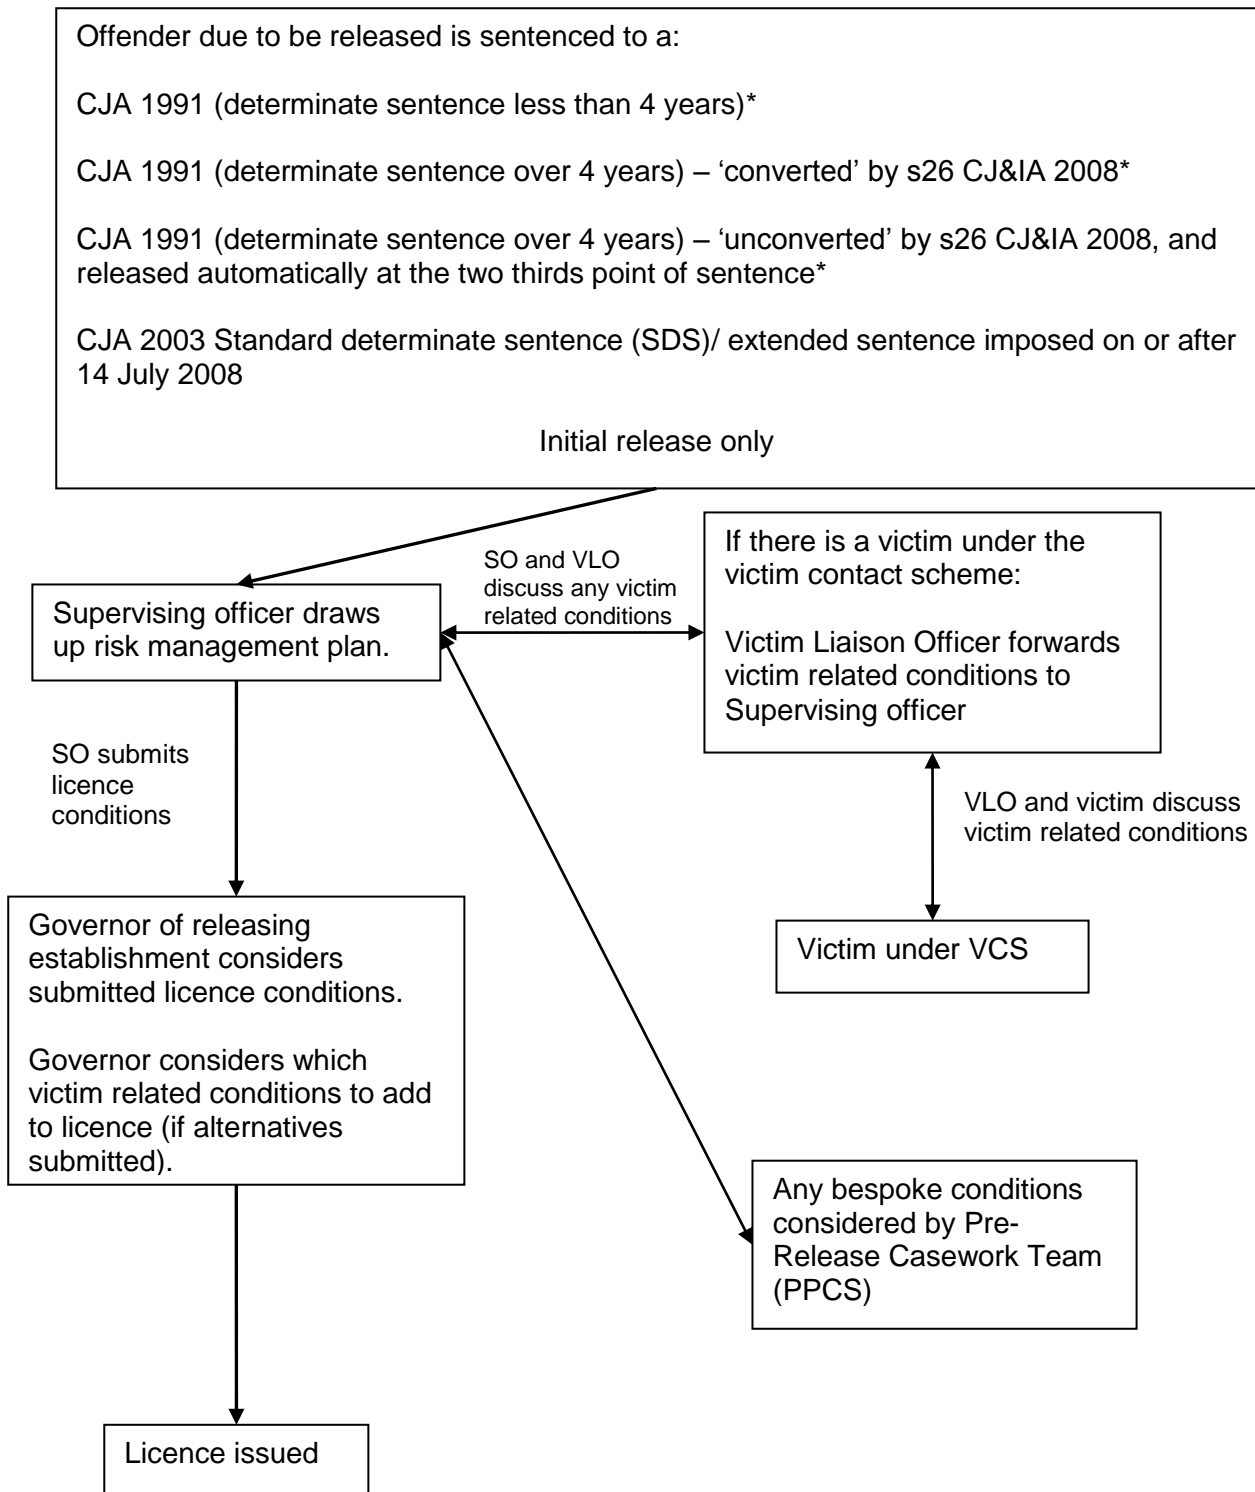 Offender due to be released is sentenced to a:
CJA 1991 (determinate sentence less than 4 years)*
CJA 1991 (determinate sentence over 4 years) – ‘converted’ by s26 CJ&IA 2008*
CJA 1991 (determinate sentence over 4 years) – ‘unconverted’ by s26 CJ&IA 2008, and
released automatically at the two thirds point of sentence*
CJA 2003 Standard determinate sentence (SDS)/ extended sentence imposed on or after
14 July 2008
Initial release only
Supervising officer draws
up risk management plan.
SO and VLO
discuss any victim
related conditions
If there is a victim under the
victim contact scheme:
Victim Liaison Officer forwards
victim related conditions to
Supervising officer
SO submits
licence
conditions
VLO and victim discuss
victim related conditions
Governor of releasing
establishment considers
submitted licence conditions.
Governor considers which
victim related conditions to add
to licence (if alternatives
submitted).
Victim under VCS
Any bespoke conditions
considered by Pre-
Release Casework Team
(PPCS)
Licence issued